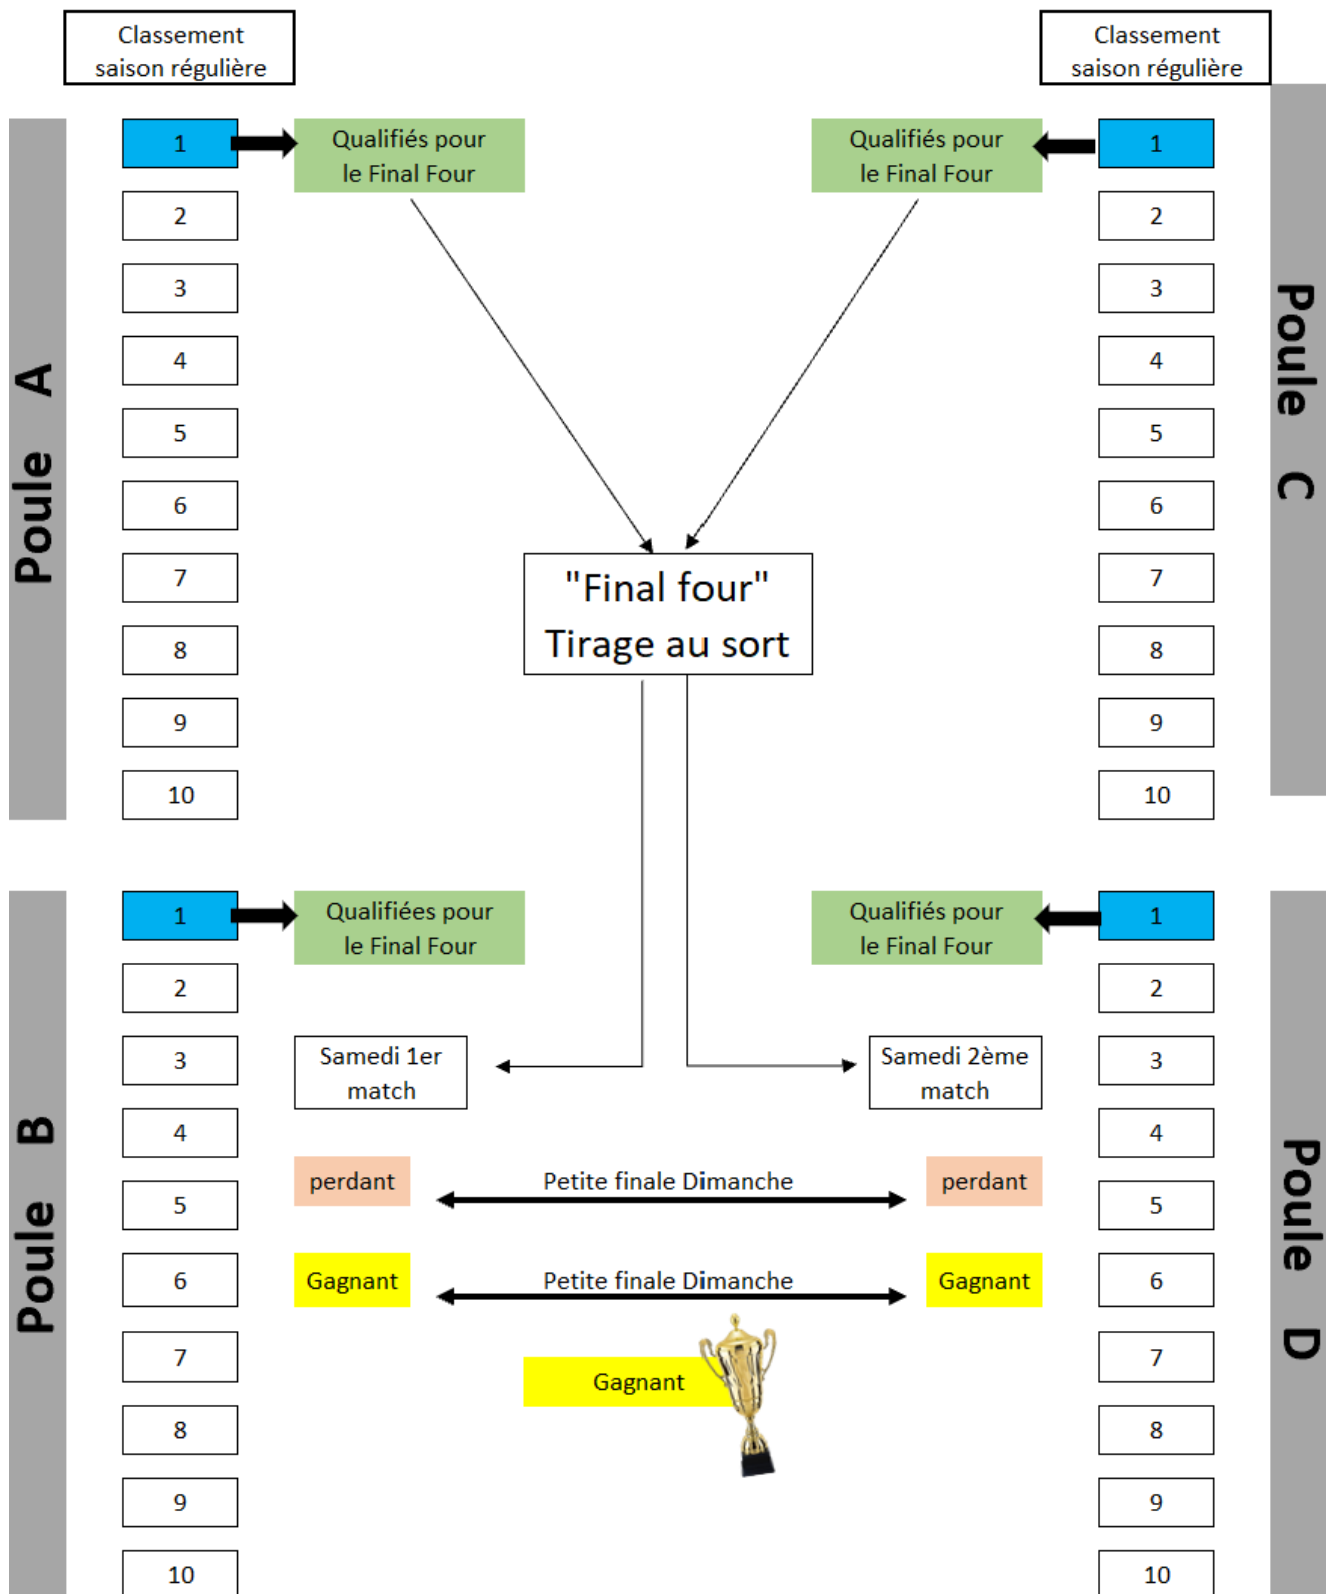 Classement
saison régulière
Classement
saison régulière
Poule A
1
2
3
4
5
6
7
8
9
10
Qualifiés pour
le Final Four
Qualifiés pour
le Final Four
1
2
3
4
5
6
7
8
9
10
Poule C
"Final four"
Tirage au sort
Poule B
1
2
3
4
5
6
7
8
9
10
Qualifiées pour
le Final Four
Qualifiés pour
le Final Four
Samedi 1er
match
Samedi 2ème
match
perdant
Petite finale Dimanche
perdant
Gagnant
Petite finale Dimanche
Gagnant
Gagnant
1
2
3
4
5
6
7
8
9
10
Poule D